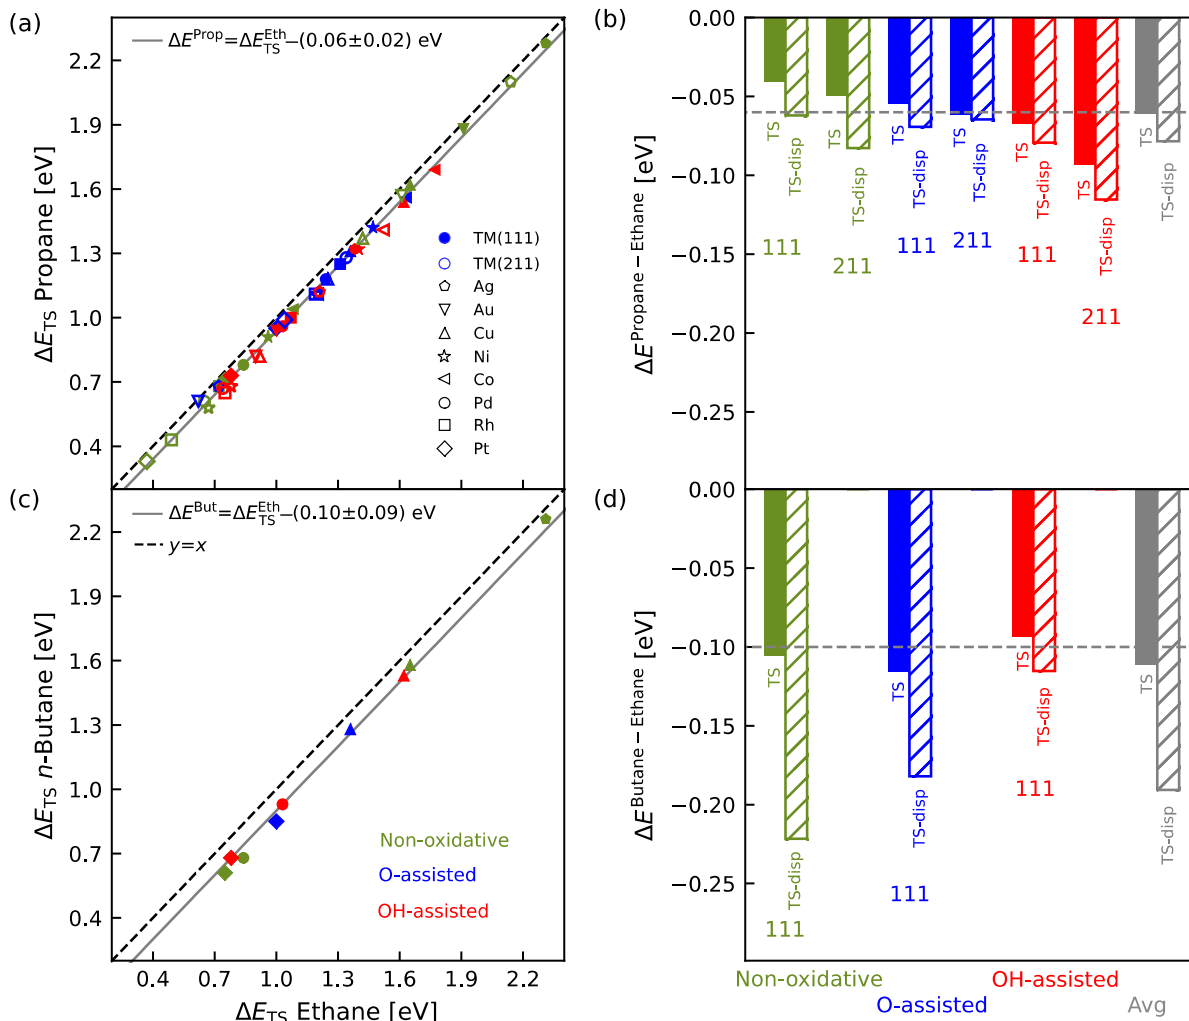 (a)
ΔE^Prop=ΔE_TS^Eth−(0.06±0.02) eV
2.2
1.9
1.6
1.3
1.0
0.7
0.4
ΔE_TS Propane [eV]
TM(111)
TM(211)
Ag
Au
Cu
Ni
Co
Pd
Rh
Pt
(b)
0.00
−0.05
−0.10
−0.15
−0.20
−0.25
ΔE^Propane−Ethane [eV]
TS
TS-disp
111
TS
TS-disp
211
TS
TS-disp
111
TS
TS-disp
211
TS
TS-disp
111
TS
TS-disp
211
TS
TS-disp
(c)
ΔE^But=ΔE_TS^Eth−(0.10±0.09) eV
y=x
2.2
1.9
1.6
1.3
1.0
0.7
0.4
ΔE_TS n-Butane [eV]
Non-oxidative
O-assisted
OH-assisted
0.4 0.7 1.0 1.3 1.6 1.9 2.2
ΔE_TS Ethane [eV]
(d)
0.00
−0.05
−0.10
−0.15
−0.20
−0.25
ΔE^Butane−Ethane [eV]
TS
TS-disp
111
TS
TS-disp
111
TS
TS-disp
111
TS
TS-disp
Non-oxidative
O-assisted
OH-assisted
Avg